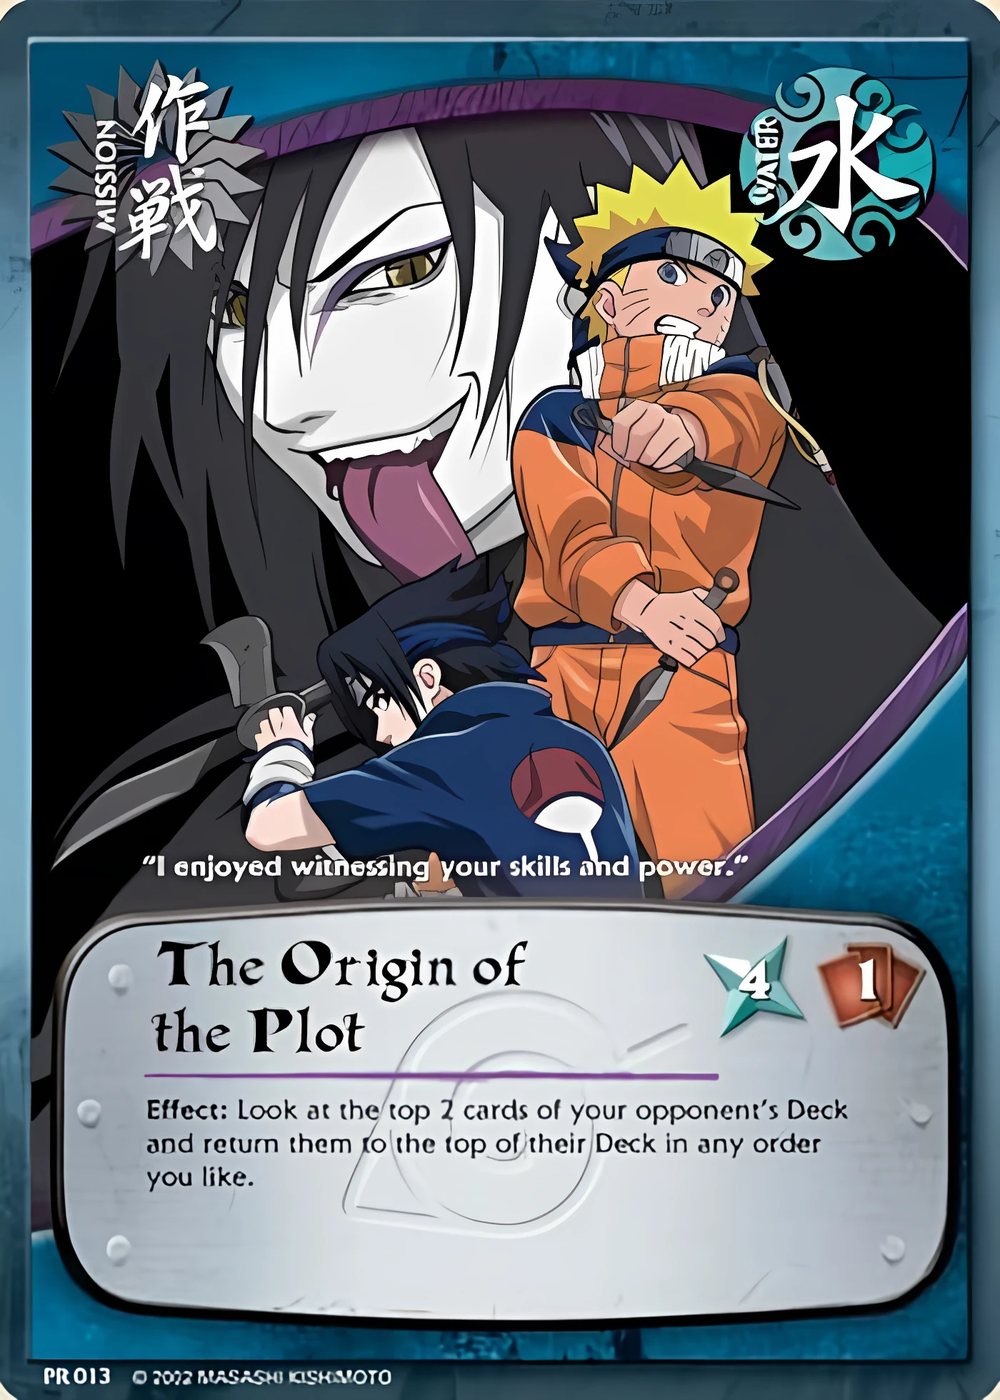 作戦
MISSION
水
WATER
“I enjoyed witnessing your skills and power.”
The Origin of
the Plot
4
1
Effect: Look at the top 2 cards of your opponent's Deck
and return them to the top of their Deck in any order
you like.
PR 013 © 2002 MASASHI KISHIMOTO